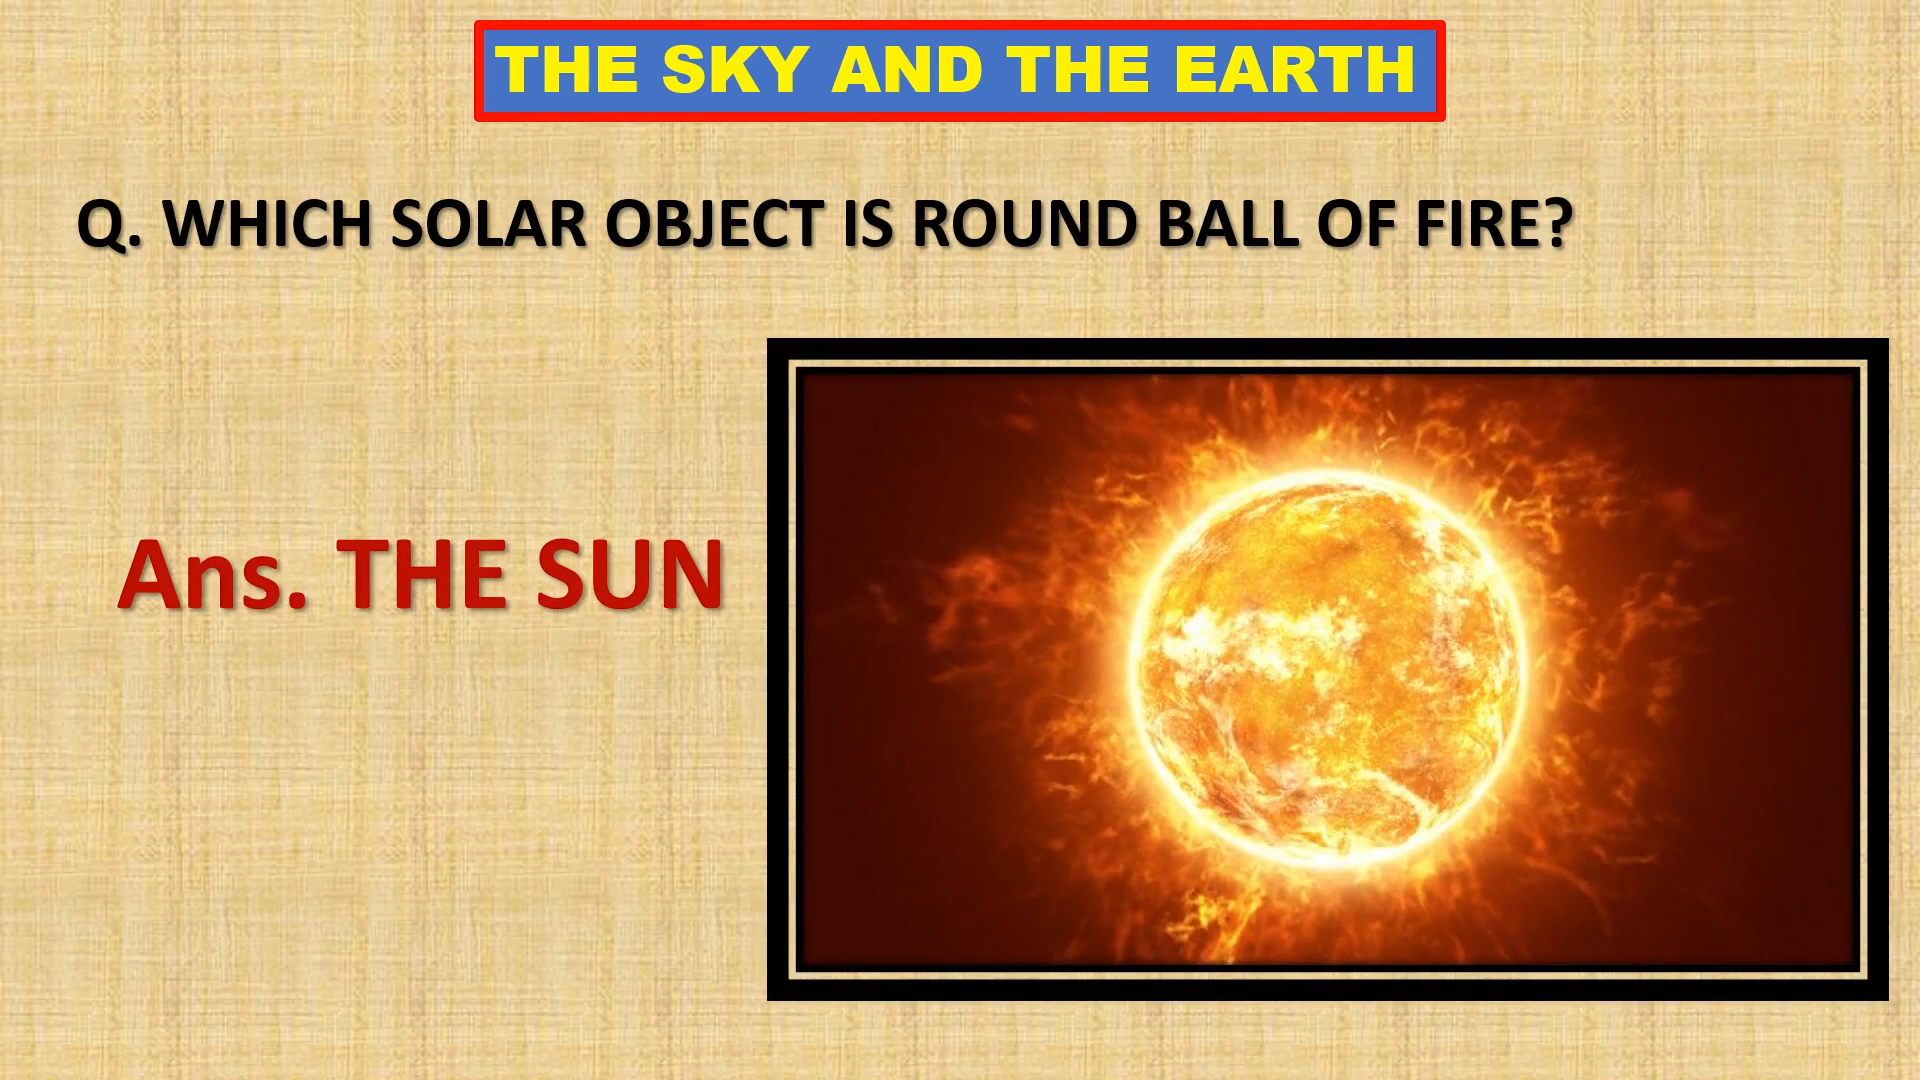 THE SKY AND THE EARTH
Q. WHICH SOLAR OBJECT IS ROUND BALL OF FIRE?
Ans. THE SUN